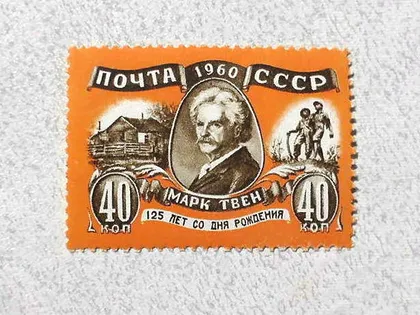 ПОЧТА 1960 СССР
МАРК ТВЕН
40 КОП 40 КОП
125 ЛЕТ СО ДНЯ РОЖДЕНИЯ